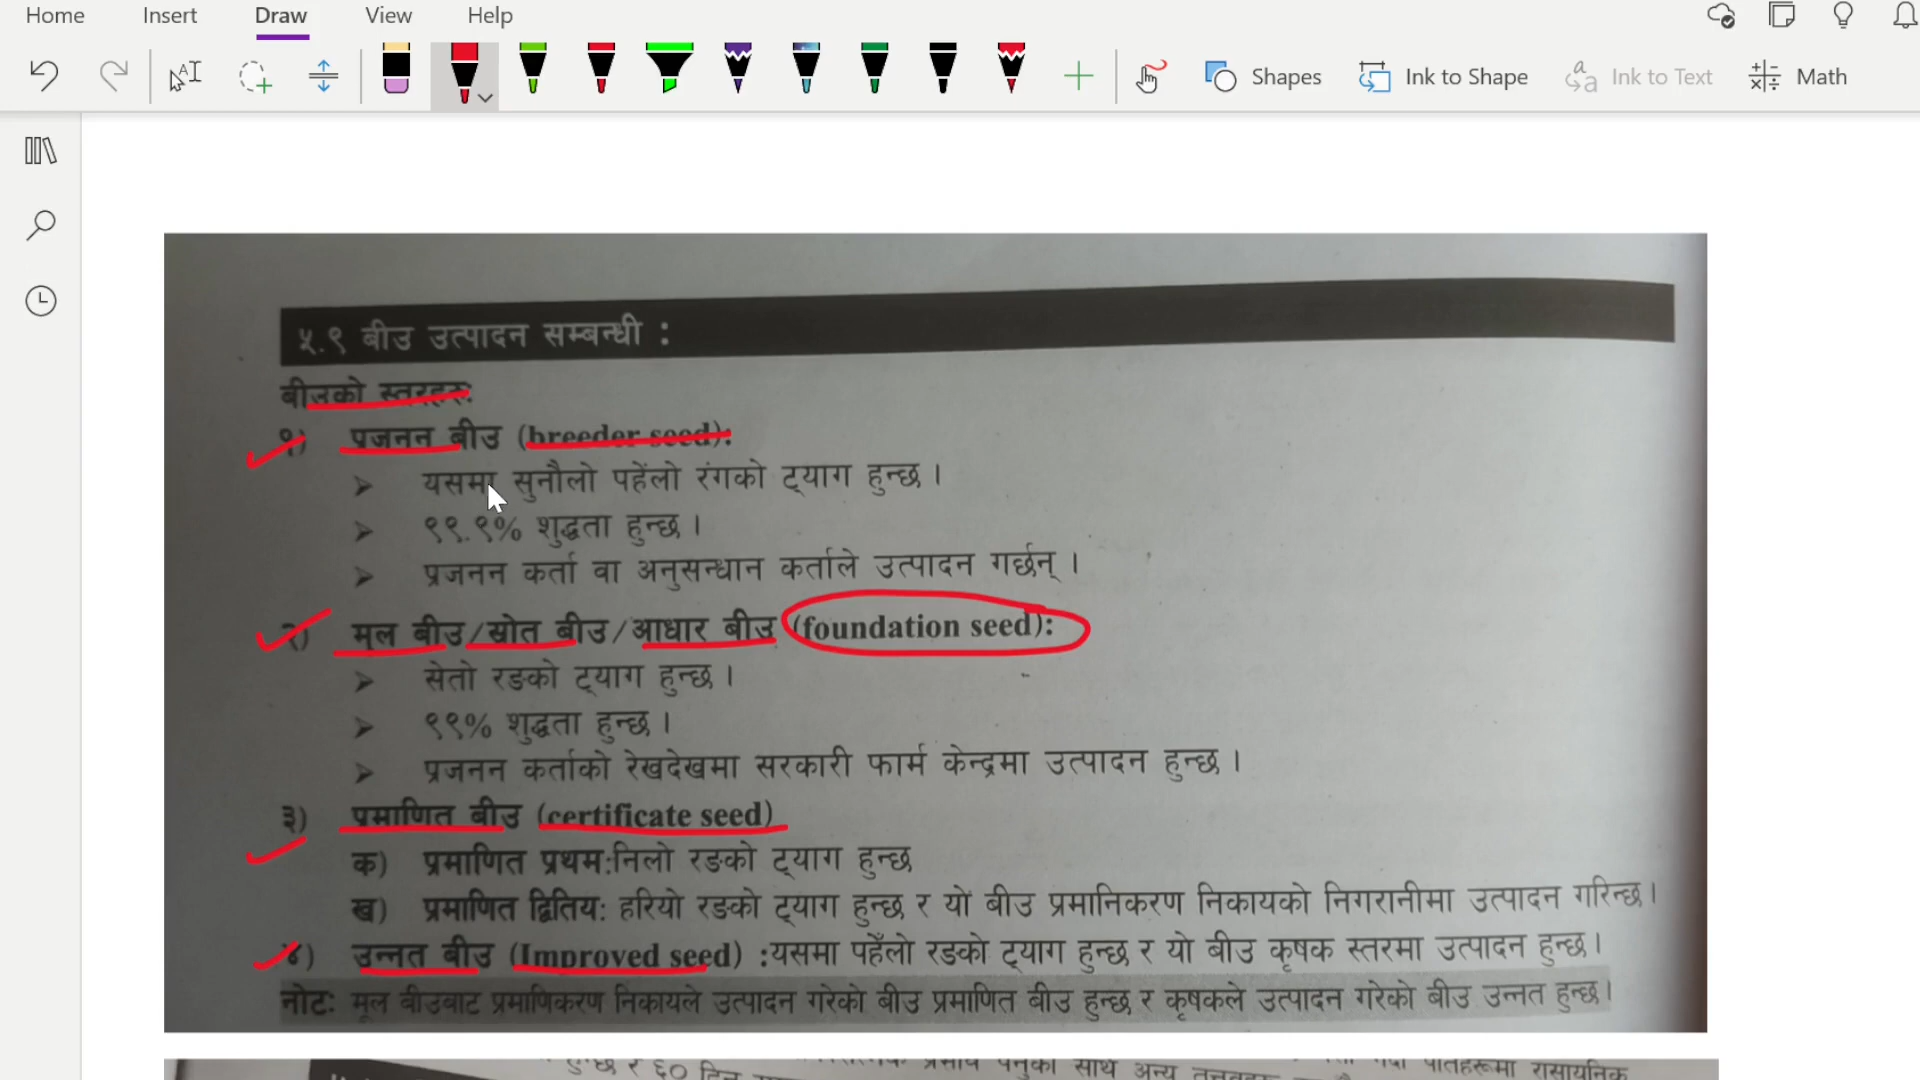 Home Insert Draw View Help
Shapes Ink to Shape Ink to Text Math
५.९ बीउ उत्पादन सम्बन्धी :
बीउको स्तरहरुः
१) प्रजनन बीउ (breeder seed):
➢ यसमा सुनौलो पहेंलो रंगको ट्याग हुन्छ ।
➢ ९९.९% शुद्धता हुन्छ ।
➢ प्रजनन कर्ता वा अनुसन्धान कर्ताले उत्पादन गर्छन् ।
२) मूल बीउ/स्रोत बीउ/आधार बीउ (foundation seed):
➢ सेतो रङको ट्याग हुन्छ ।
➢ ९९% शुद्धता हुन्छ ।
➢ प्रजनन कर्ताको रेखदेखमा सरकारी फार्म केन्द्रमा उत्पादन हुन्छ ।
३) प्रमाणित बीउ (certificate seed)
क) प्रमाणित प्रथम:निलो रङको ट्याग हुन्छ
ख) प्रमाणित द्वितिय: हरियो रङको ट्याग हुन्छ र यो बीउ प्रमानिकरण निकायको निगरानीमा उत्पादन गरिन्छ।
४) उन्नत बीउ (Improved seed) :यसमा पहेँलो रङको ट्याग हुन्छ र यो बीउ कृषक स्तरमा उत्पादन हुन्छ।
नोटः मूल बीउबाट प्रमाणिकरण निकायले उत्पादन गरेको बीउ प्रमाणित बीउ हुन्छ र कृषकले उत्पादन गरेको बीउ उन्नत हुन्छ।
हुन्छ र ६० दिन साथ अन्य रासायनिक